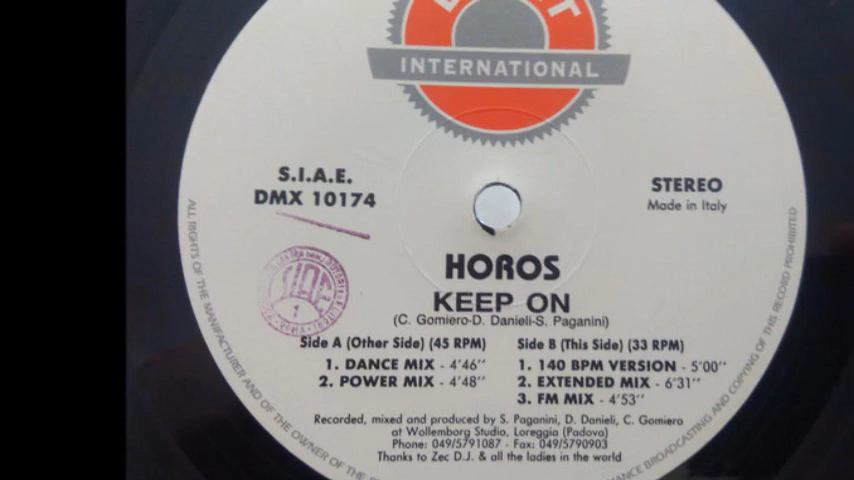 INTERNATIONAL
S.I.A.E.
DMX 10174
STEREO
Made in Italy
SIAE
1
ROMA
HOROS
KEEP ON
(C. Gomiero-D. Danieli-S. Paganini)
Side A (Other Side) (45 RPM)
1. DANCE MIX - 4'46''
2. POWER MIX - 4'48''
Side B (This Side) (33 RPM)
1. 140 BPM VERSION - 5'00''
2. EXTENDED MIX - 6'31''
3. FM MIX - 4'53''
Recorded, mixed and produced by S. Paganini, D. Danieli, C. Gomiero
at Wollemborg Studio, Loreggia (Padova)
Phone: 049/5791087 - Fax: 049/5790903
Thanks to Zec D.J. & all the ladies in the world
ALL RIGHTS OF THE MANUFACTURER AND OF THE OWNER OF THE
BROADCASTING AND COPYING OF THIS RECORD PROHIBITED